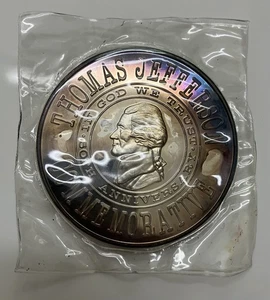 THOMAS JEFFERSON
IN GOD WE TRUST
ANNIVERSARY
COMMEMORATIVE